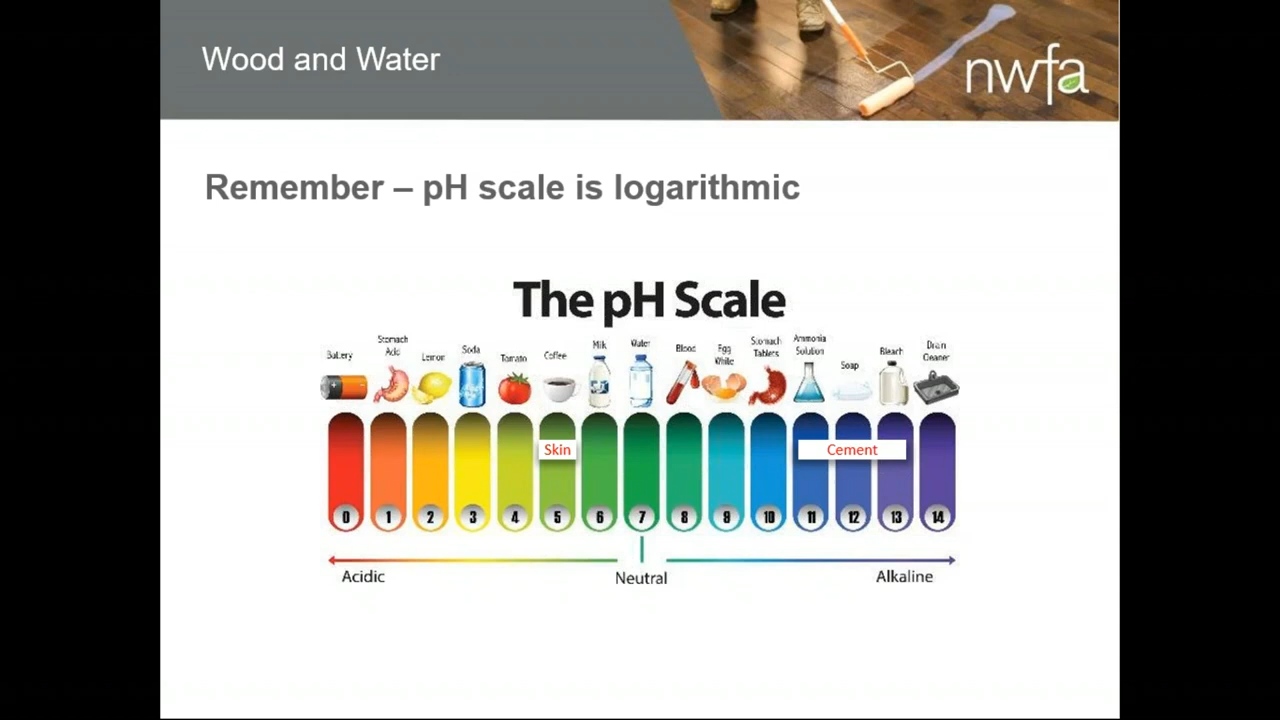 Wood and Water
nwfa
Remember – pH scale is logarithmic
The pH Scale
Battery
Stomach
Acid
Lemon
Soda
Tomato
Coffee
Milk
Water
Blood
Egg
White
Stomach
Tablets
Ammonia
Solution
Soap
Bleach
Drain
Cleaner
Skin
Cement
0 1 2 3 4 5 6 7 8 9 10 11 12 13 14
Acidic
Neutral
Alkaline